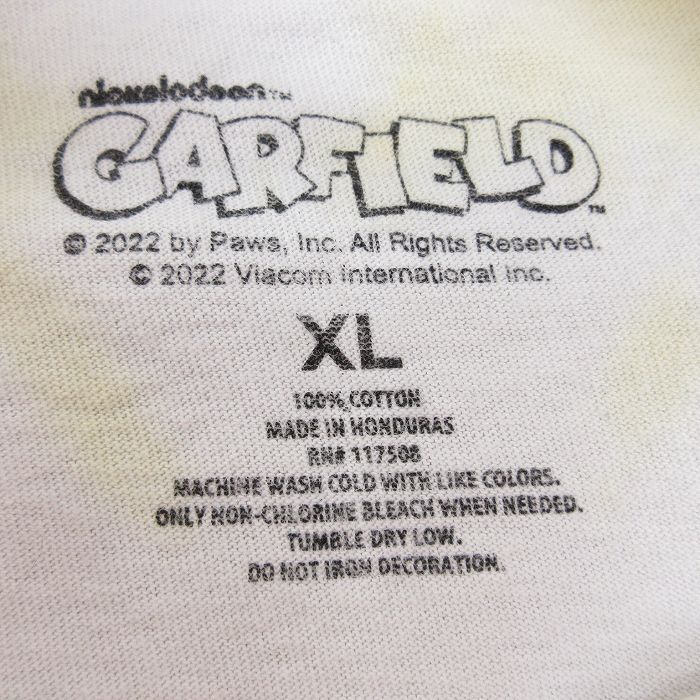 nickelodeon™
GARFIELD™
© 2022 by Paws, Inc. All Rights Reserved.
© 2022 Viacom International Inc.
XL
100% COTTON
MADE IN HONDURAS
RN# 117508
MACHINE WASH COLD WITH LIKE COLORS.
ONLY NON-CHLORINE BLEACH WHEN NEEDED.
TUMBLE DRY LOW.
DO NOT IRON DECORATION.